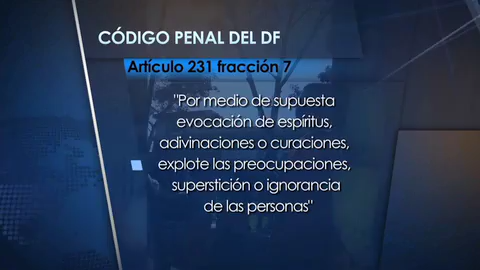 CÓDIGO PENAL DEL DF
Artículo 231 fracción 7
"Por medio de supuesta
evocación de espíritus,
adivinaciones o curaciones,
explote las preocupaciones,
superstición o ignorancia
de las personas"